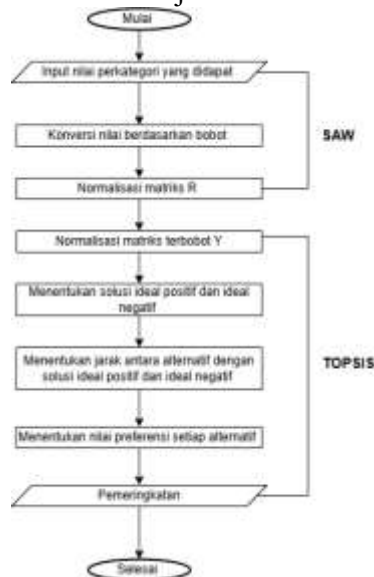 Mulai
Input nilai perkategori yang didapat
Konversi nilai berdasarkan bobot
SAW
Normalisasi matriks R
Normalisasi matriks terbobot Y
Menentukan solusi ideal positif dan ideal
negatif
Menentukan jarak antara alternatif dengan
solusi ideal positif dan ideal negatif
TOPSIS
Menentukan nilai preferensi setiap alternatif
Pemeringkatan
Selesai